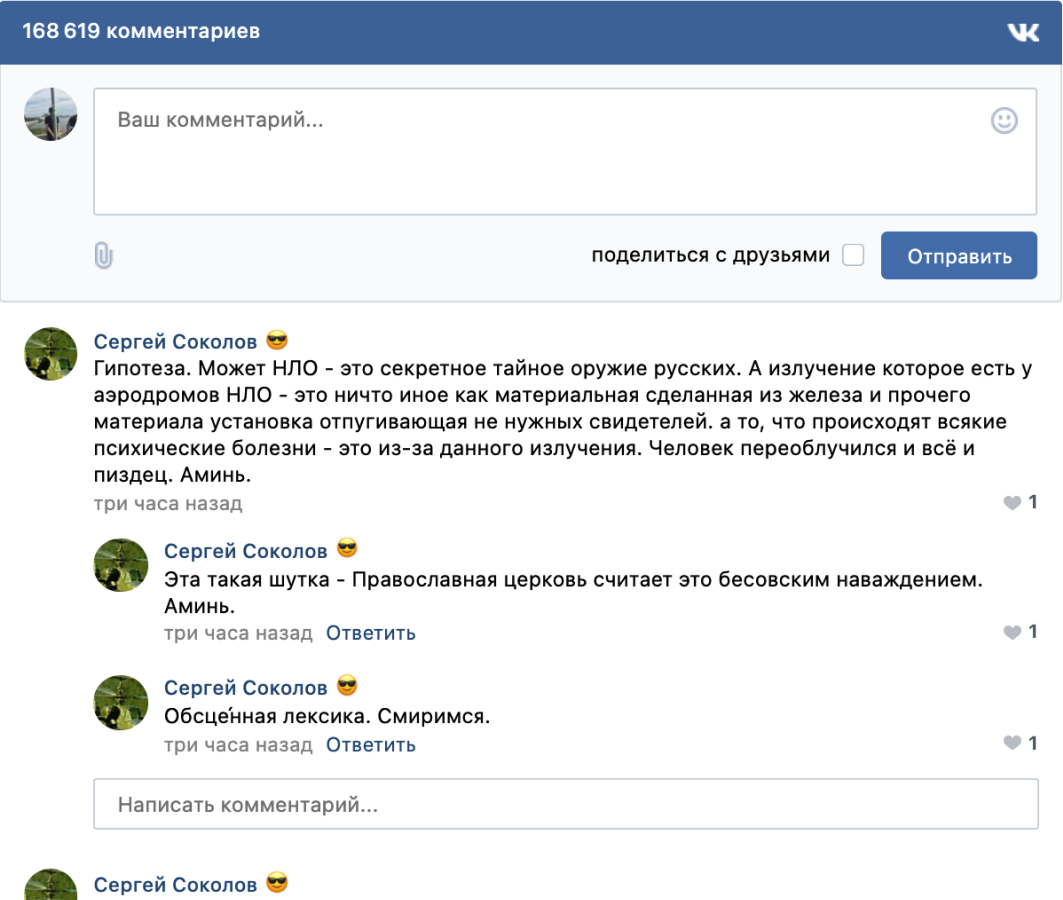 168 619 комментариев
Ваш комментарий...
поделиться с друзьями
Отправить
Сергей Соколов 😎
Гипотеза. Может НЛО - это секретное тайное оружие русских. А излучение которое есть у
аэродромов НЛО - это ничто иное как материальная сделанная из железа и прочего
материала установка отпугивающая не нужных свидетелей. а то, что происходят всякие
психические болезни - это из-за данного излучения. Человек переоблучился и всё и
пиздец. Аминь.
три часа назад
1
Сергей Соколов 😎
Эта такая шутка - Православная церковь считает это бесовским наваждением.
Аминь.
три часа назад Ответить
1
Сергей Соколов 😎
Обсце́нная лексика. Смиримся.
три часа назад Ответить
1
Написать комментарий...
Сергей Соколов 😎